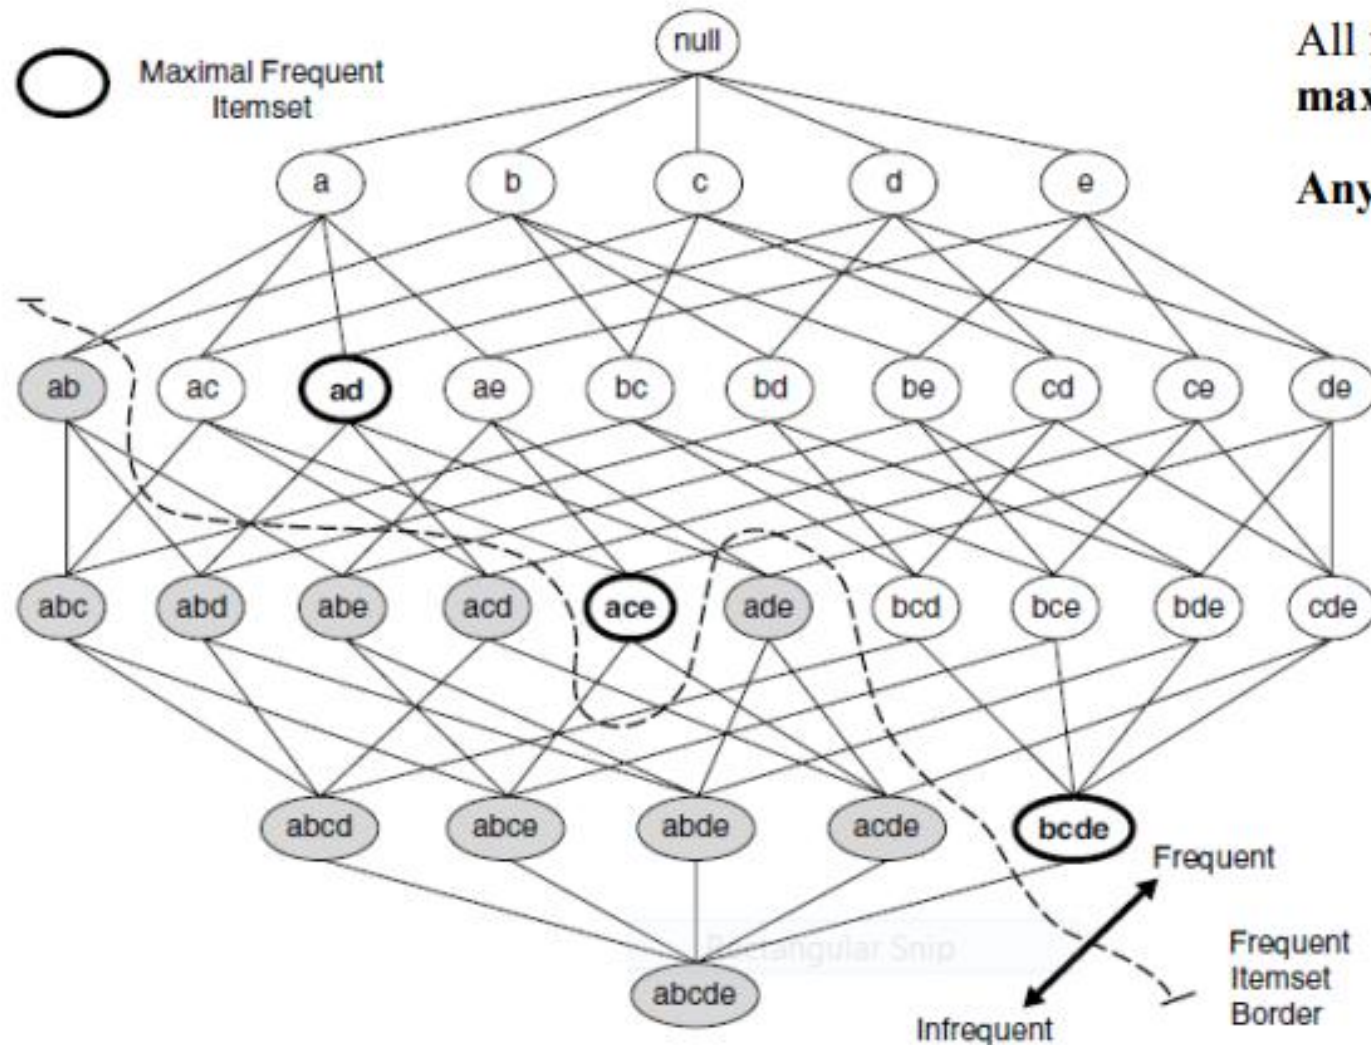 null
All
max
Maximal Frequent
Itemset
Any
a b c d e
ab ac ad ae bc bd be cd ce de
abc abd abe acd ace ade bcd bce bde cde
abcd abce abde acde bcde
Frequent
Rectangular Snip
Frequent
Itemset
Border
abcde
Infrequent